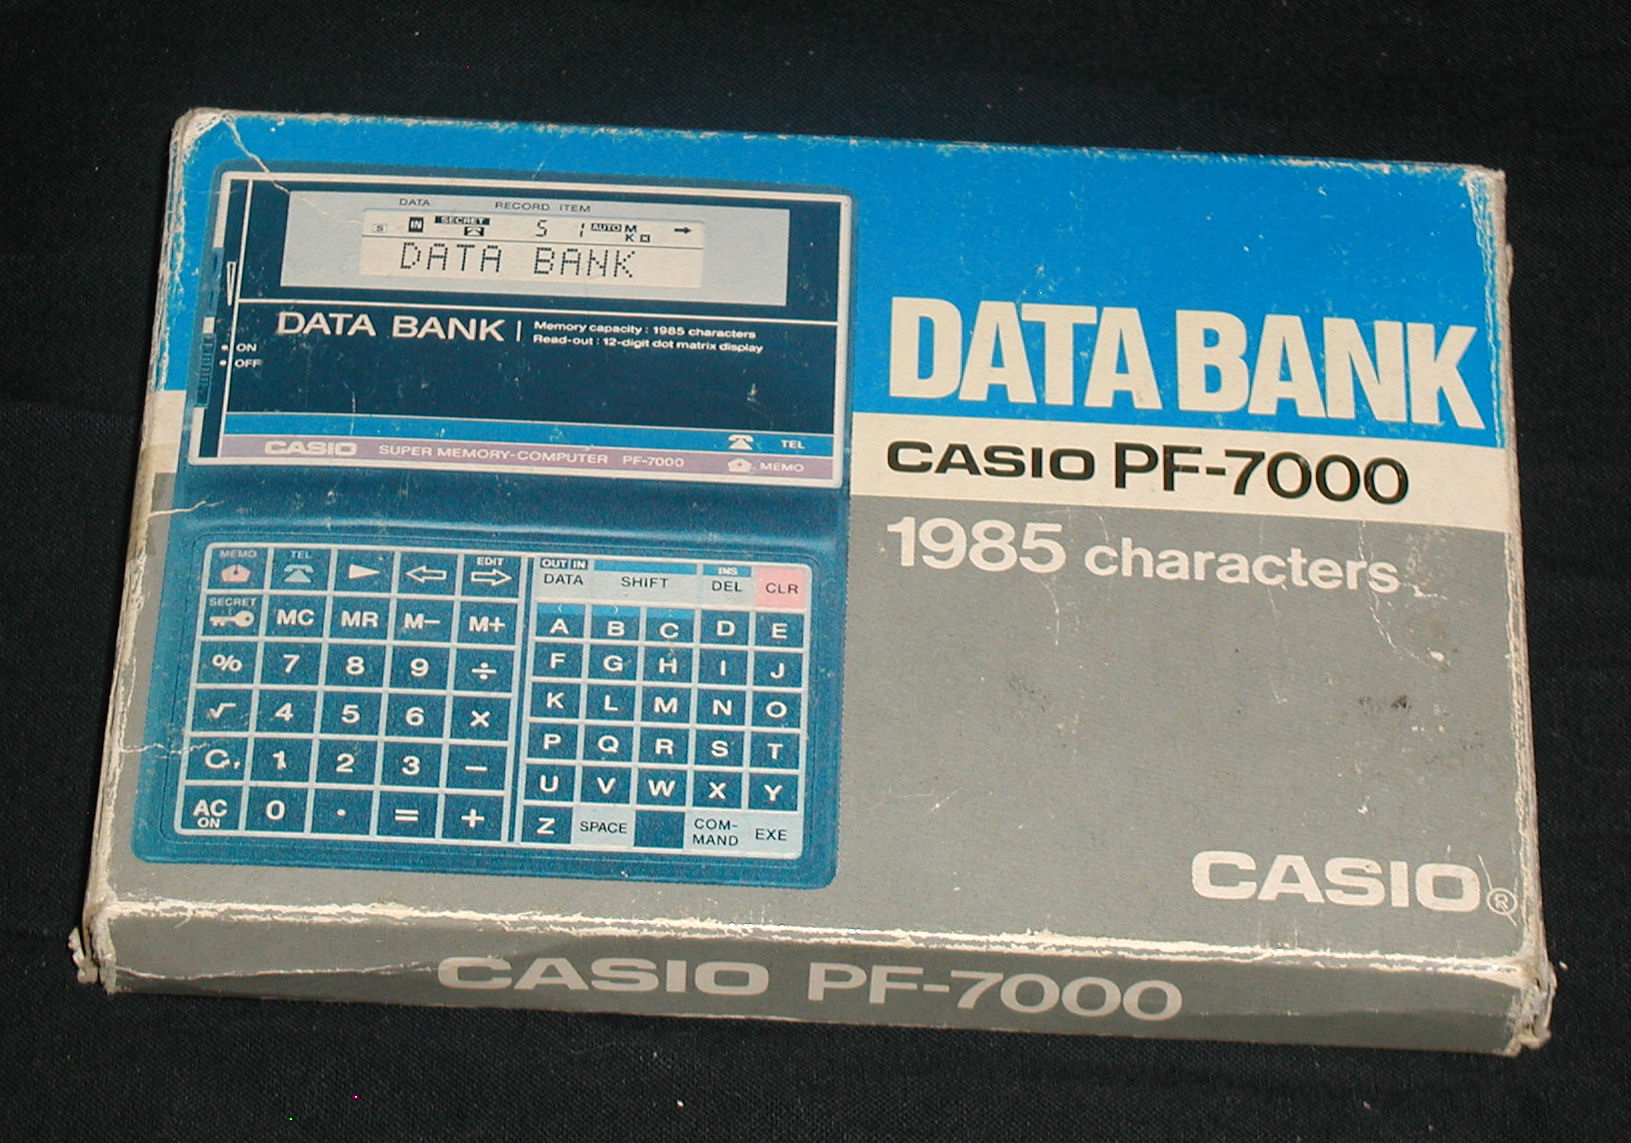 DATA RECORD ITEM
S IN SECRET 5 1 AUTO M
K
DATA BANK
DATA BANK
Memory capacity : 1985 characters
Read-out : 12-digit dot matrix display
ON
OFF
TEL
CASIO SUPER MEMORY-COMPUTER PF-7000 MEMO
MEMO TEL EDIT
SECRET MC MR M− M+
% 7 8 9 ÷
√ 4 5 6 ×
C 1 2 3 −
AC
ON 0 · = +
OUT IN INS
DATA SHIFT DEL CLR
A B C D E
F G H I J
K L M N O
P Q R S T
U V W X Y
Z SPACE COM-
MAND EXE
DATA BANK
CASIO PF-7000
1985 characters
CASIO®
CASIO PF-7000